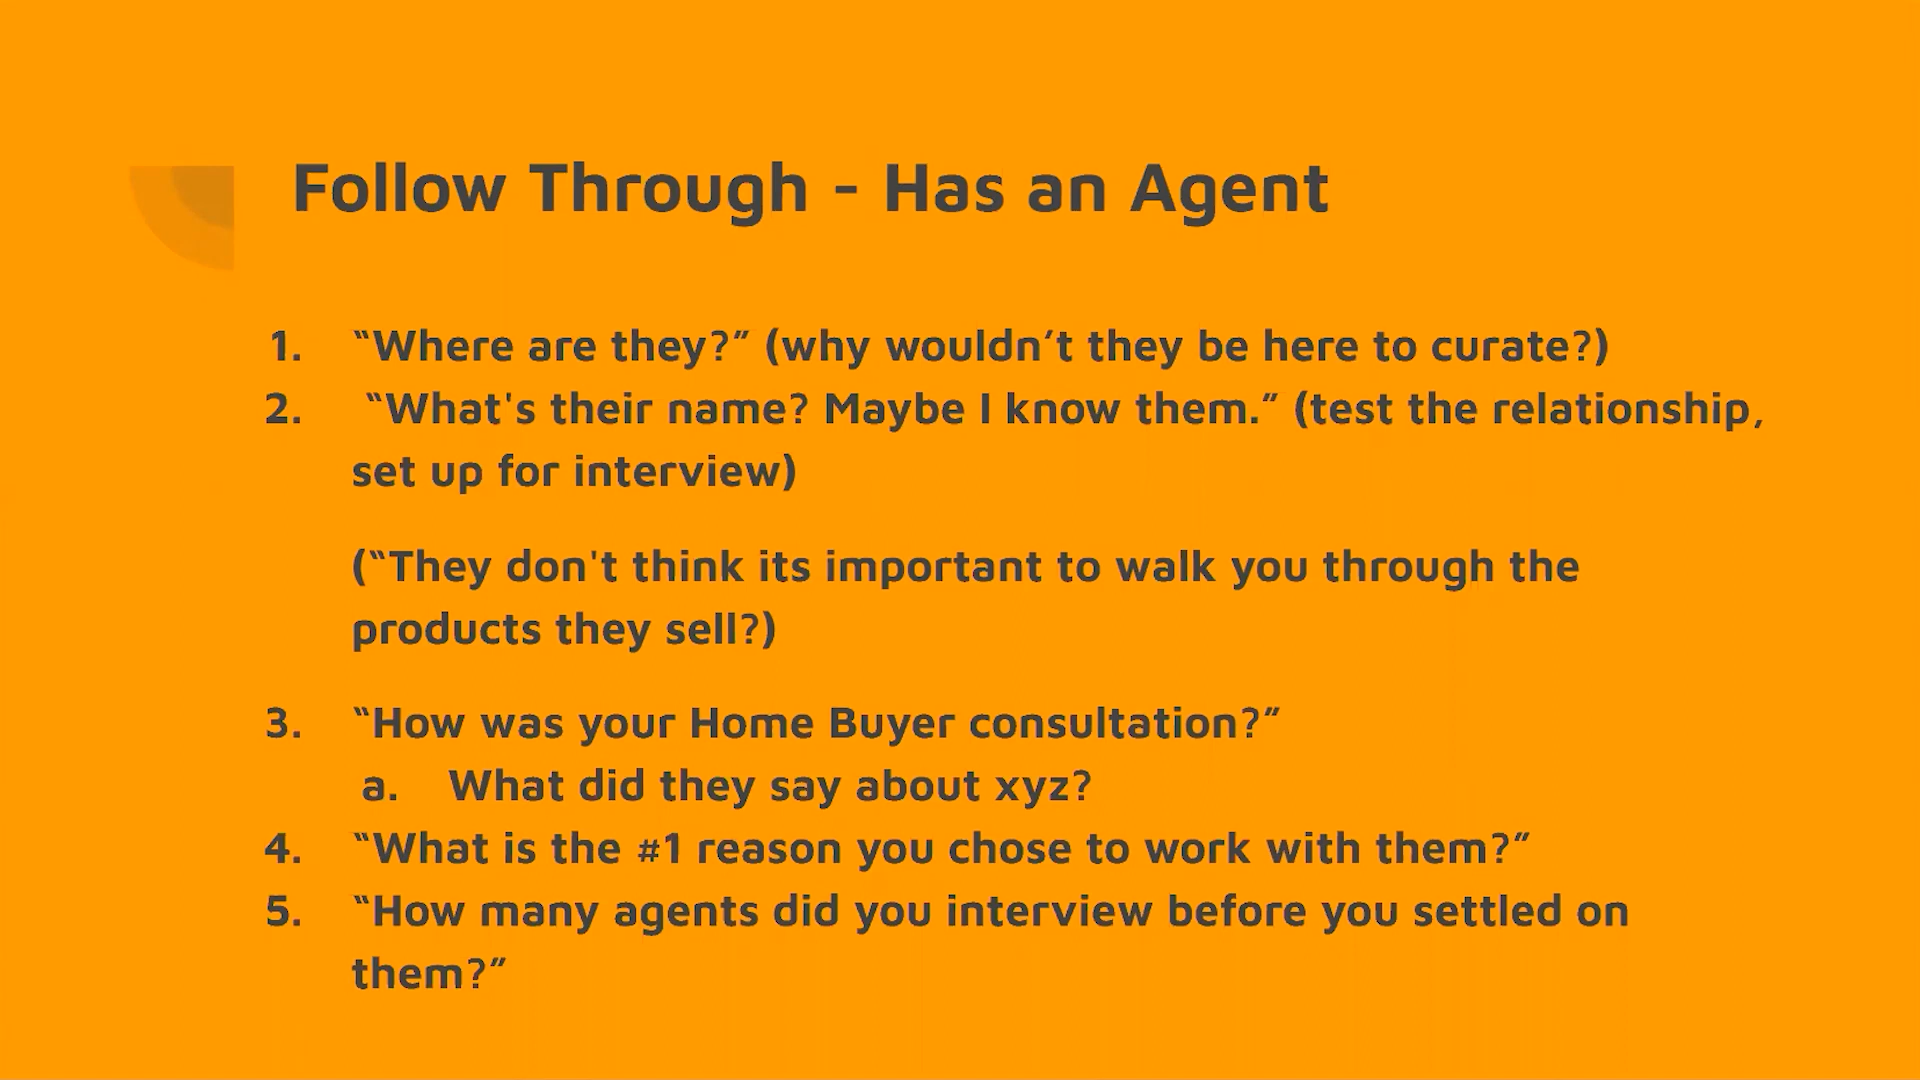 Follow Through - Has an Agent
1. “Where are they?” (why wouldn’t they be here to curate?)
2. “What's their name? Maybe I know them.” (test the relationship,
set up for interview)
(“They don't think its important to walk you through the
products they sell?)
3. “How was your Home Buyer consultation?”
a. What did they say about xyz?
4. “What is the #1 reason you chose to work with them?”
5. “How many agents did you interview before you settled on
them?”